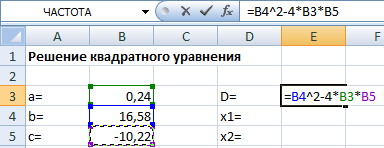 ЧАСТОТА =B4^2-4*B3*B5
A B C D E F
1 Решение квадратного уравнения
2
3 a= 0,24 D= =B4^2-4*B3*B5
4 b= 16,58 x1=
5 c= -10,22 x2=